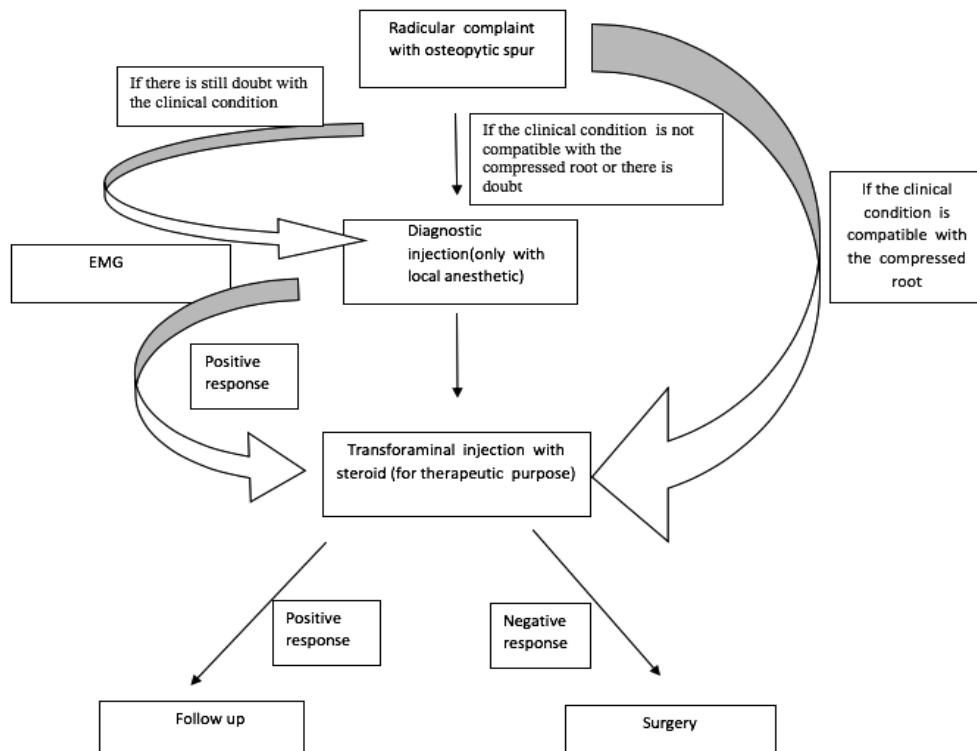 Radicular complaint
with osteopytic spur
If there is still doubt with
the clinical condition
If the clinical condition is not
compatible with the
compressed root or there is
doubt
If the clinical
condition is
compatible with
the compressed
root
Diagnostic
injection(only with
local anesthetic)
EMG
Positive
response
Transforaminal injection with
steroid (for therapeutic purpose)
Positive
response
Negative
response
Follow up
Surgery